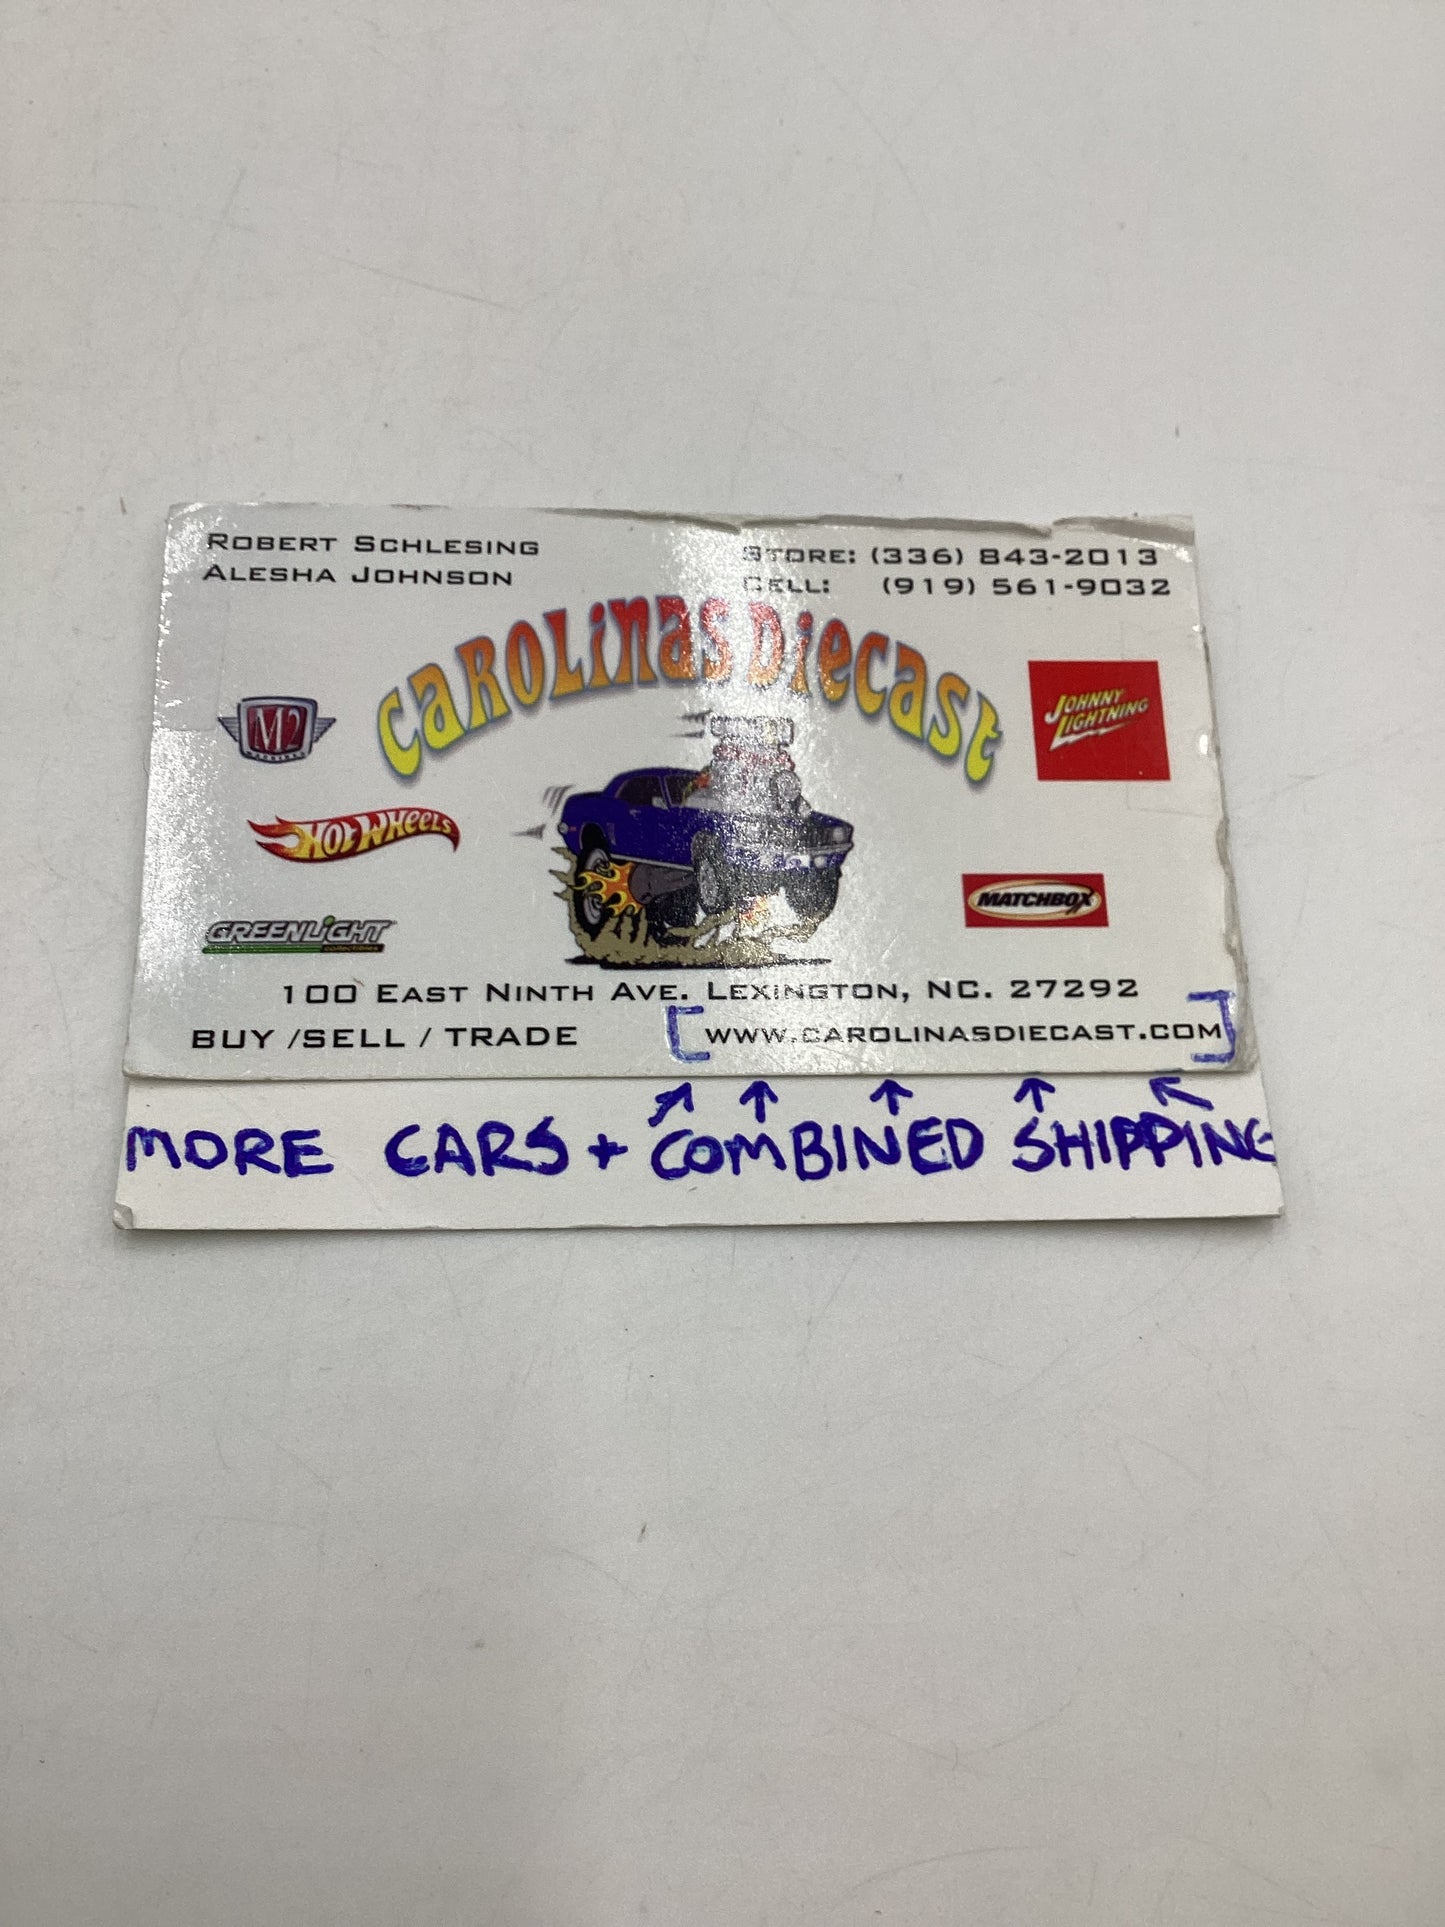 ROBERT SCHLESING
ALESHA JOHNSON
STORE: (336) 843-2013
CELL: (919) 561-9032
CAROLINAS DIECAST
M2
MACHINES
JOHNNY
LIGHTNING
HOT WHEELS
MATCHBOX
GREENLIGHT
collectibles
100 EAST NINTH AVE. LEXINGTON, NC. 27292
BUY /SELL / TRADE
[WWW.CAROLINASDIECAST.COM]
MORE CARS + COMBINED SHIPPING